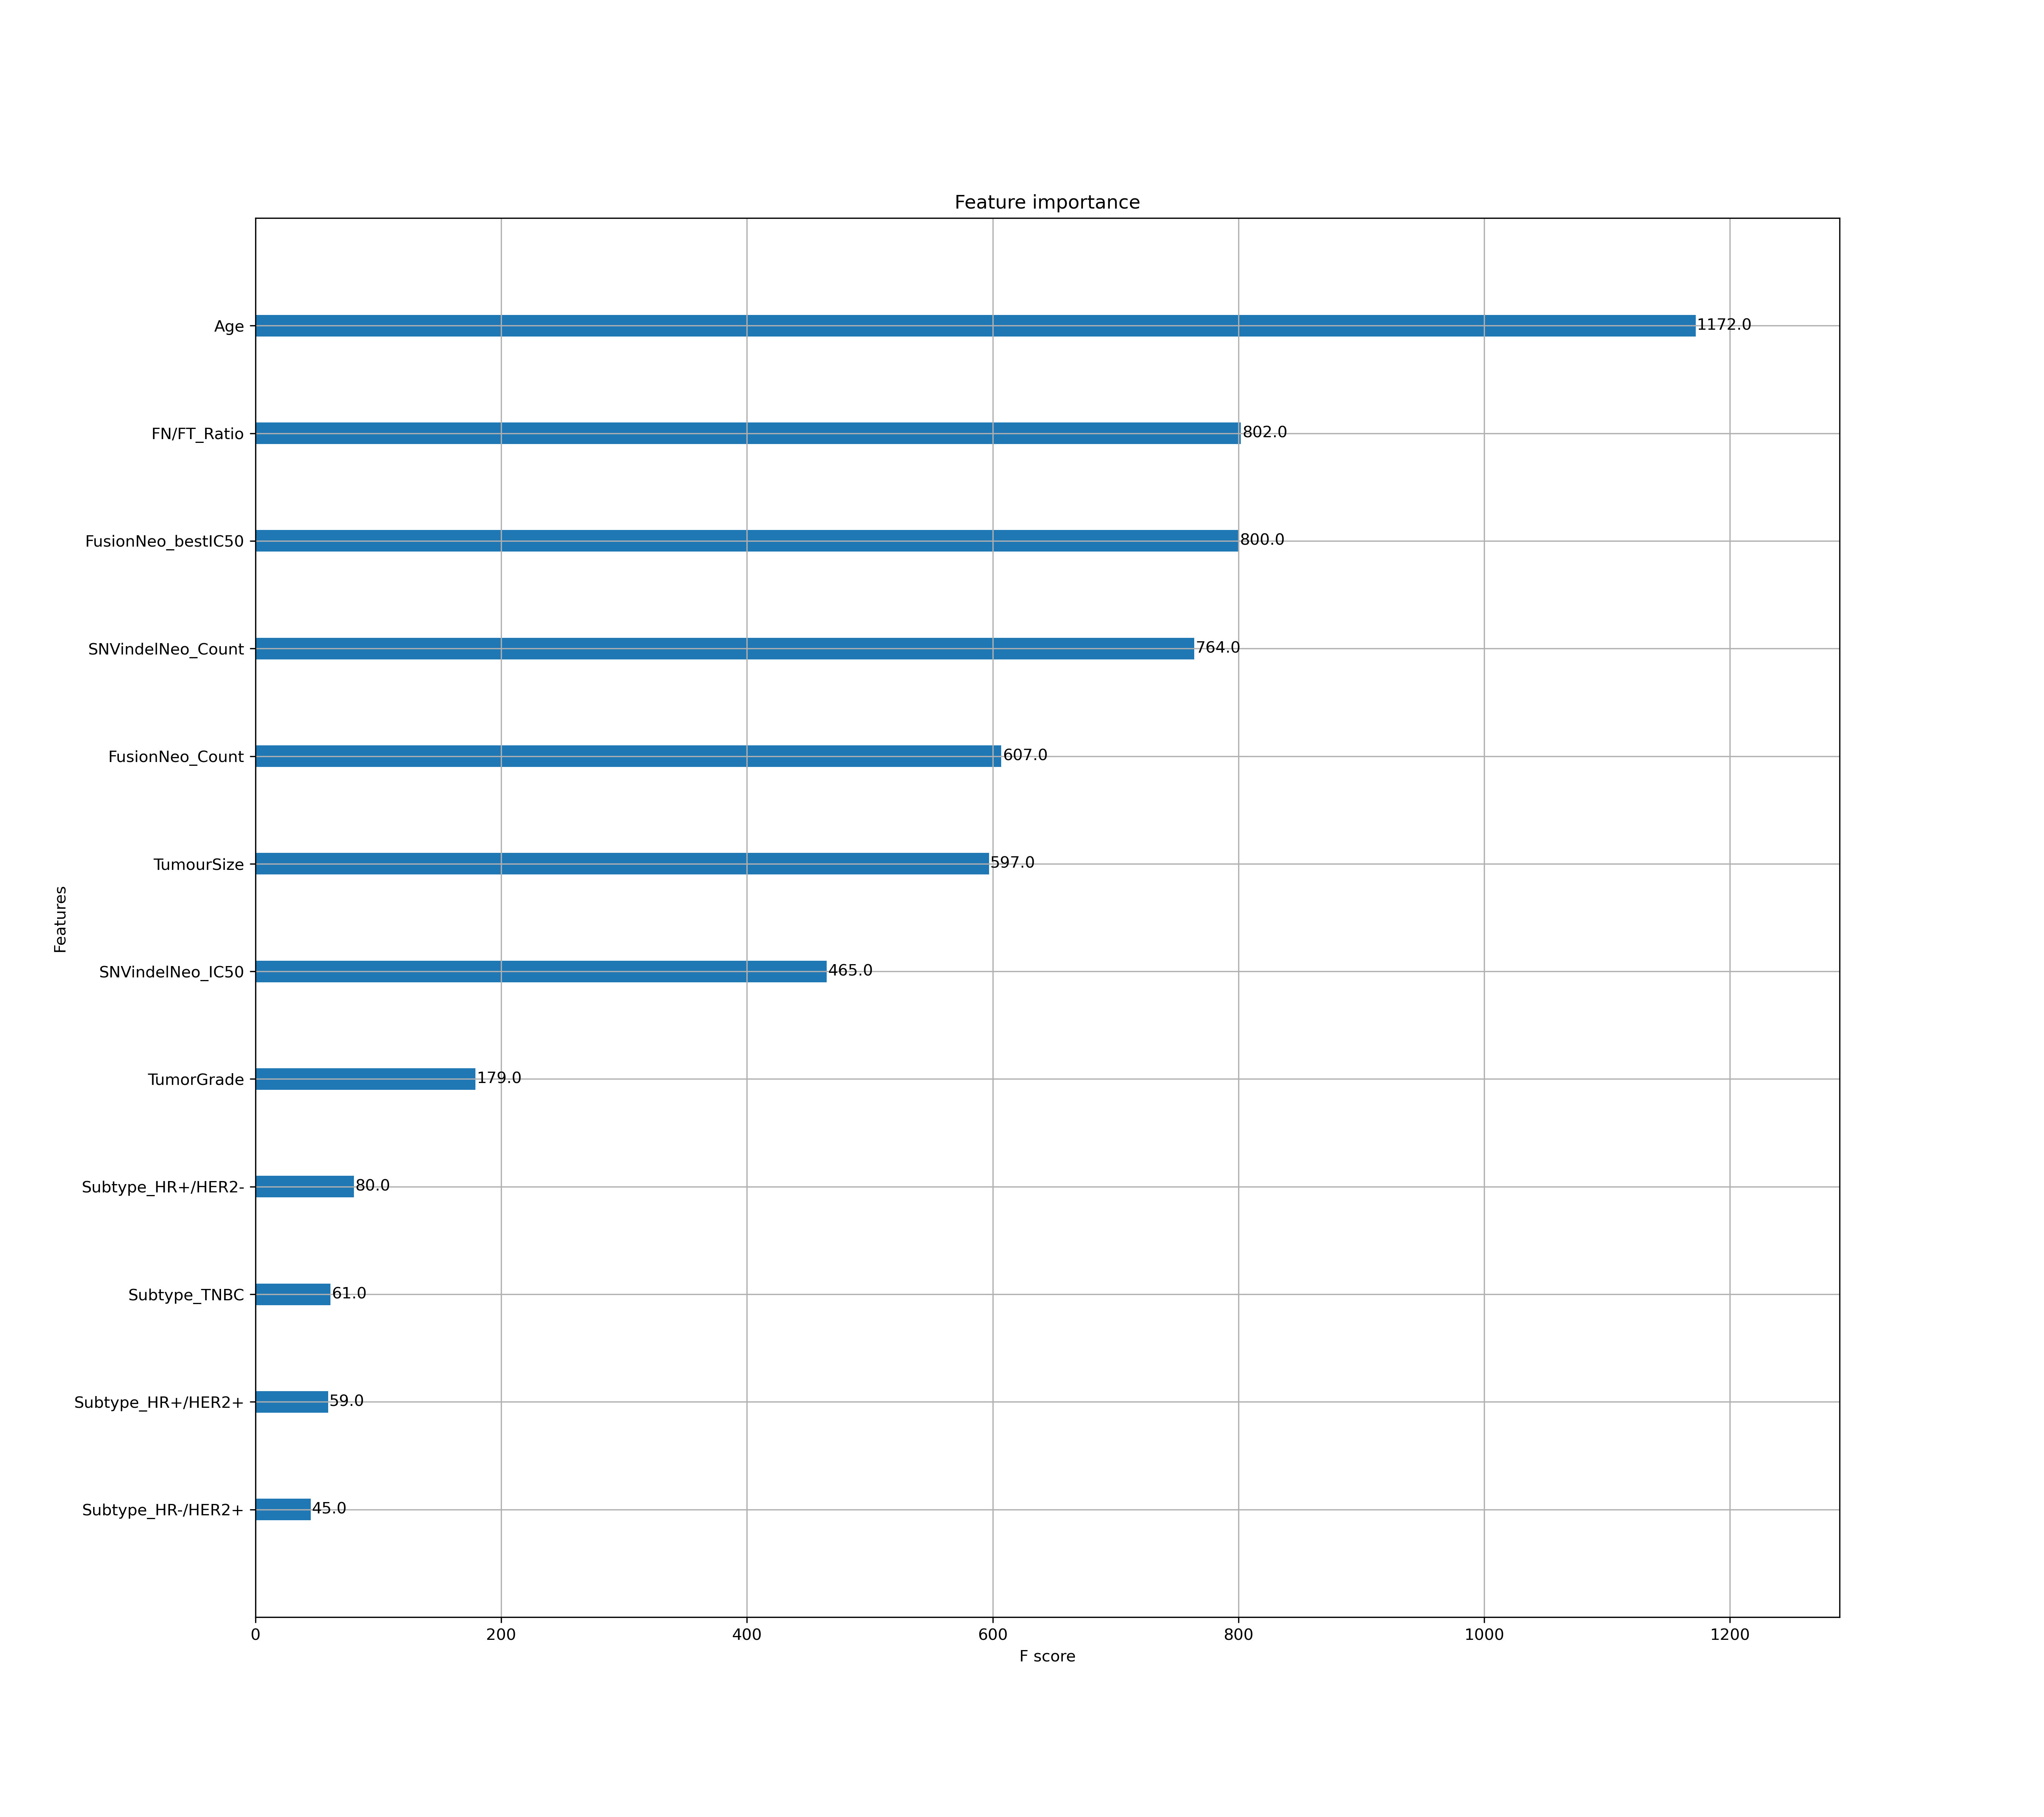 Feature importance
Age 1172.0
FN/FT_Ratio 802.0
FusionNeo_bestIC50 800.0
SNVindelNeo_Count 764.0
FusionNeo_Count 607.0
TumourSize 597.0
Features
SNVindelNeo_IC50 465.0
TumorGrade 179.0
Subtype_HR+/HER2- 80.0
Subtype_TNBC 61.0
Subtype_HR+/HER2+ 59.0
Subtype_HR-/HER2+ 45.0
0 200 400 600 800 1000 1200
F score